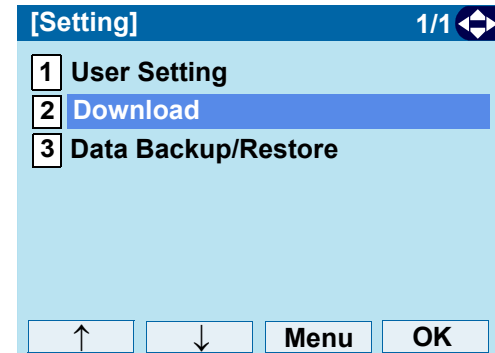 [Setting] 1/1
1 User Setting
2 Download
3 Data Backup/Restore
↑ ↓ Menu OK